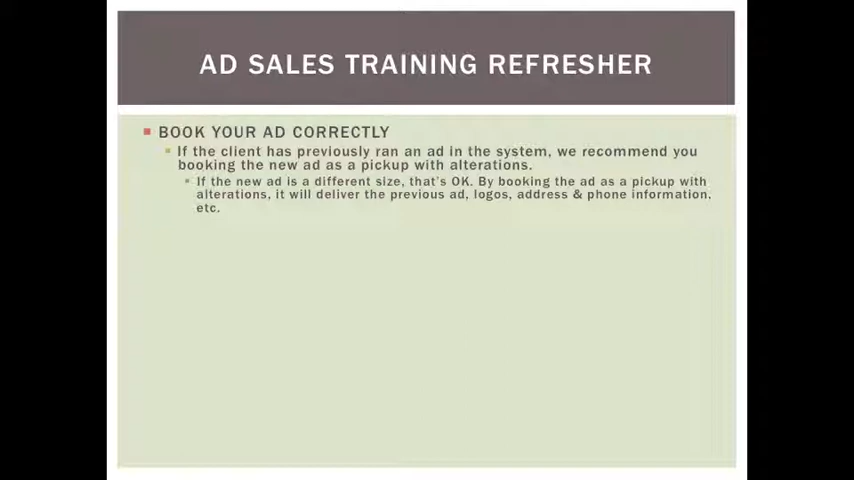 AD SALES TRAINING REFRESHER
BOOK YOUR AD CORRECTLY
If the client has previously ran an ad in the system, we recommend you
booking the new ad as a pickup with alterations.
If the new ad is a different size, that's OK. By booking the ad as a pickup with
alterations, it will deliver the previous ad, logos, address & phone information,
etc.